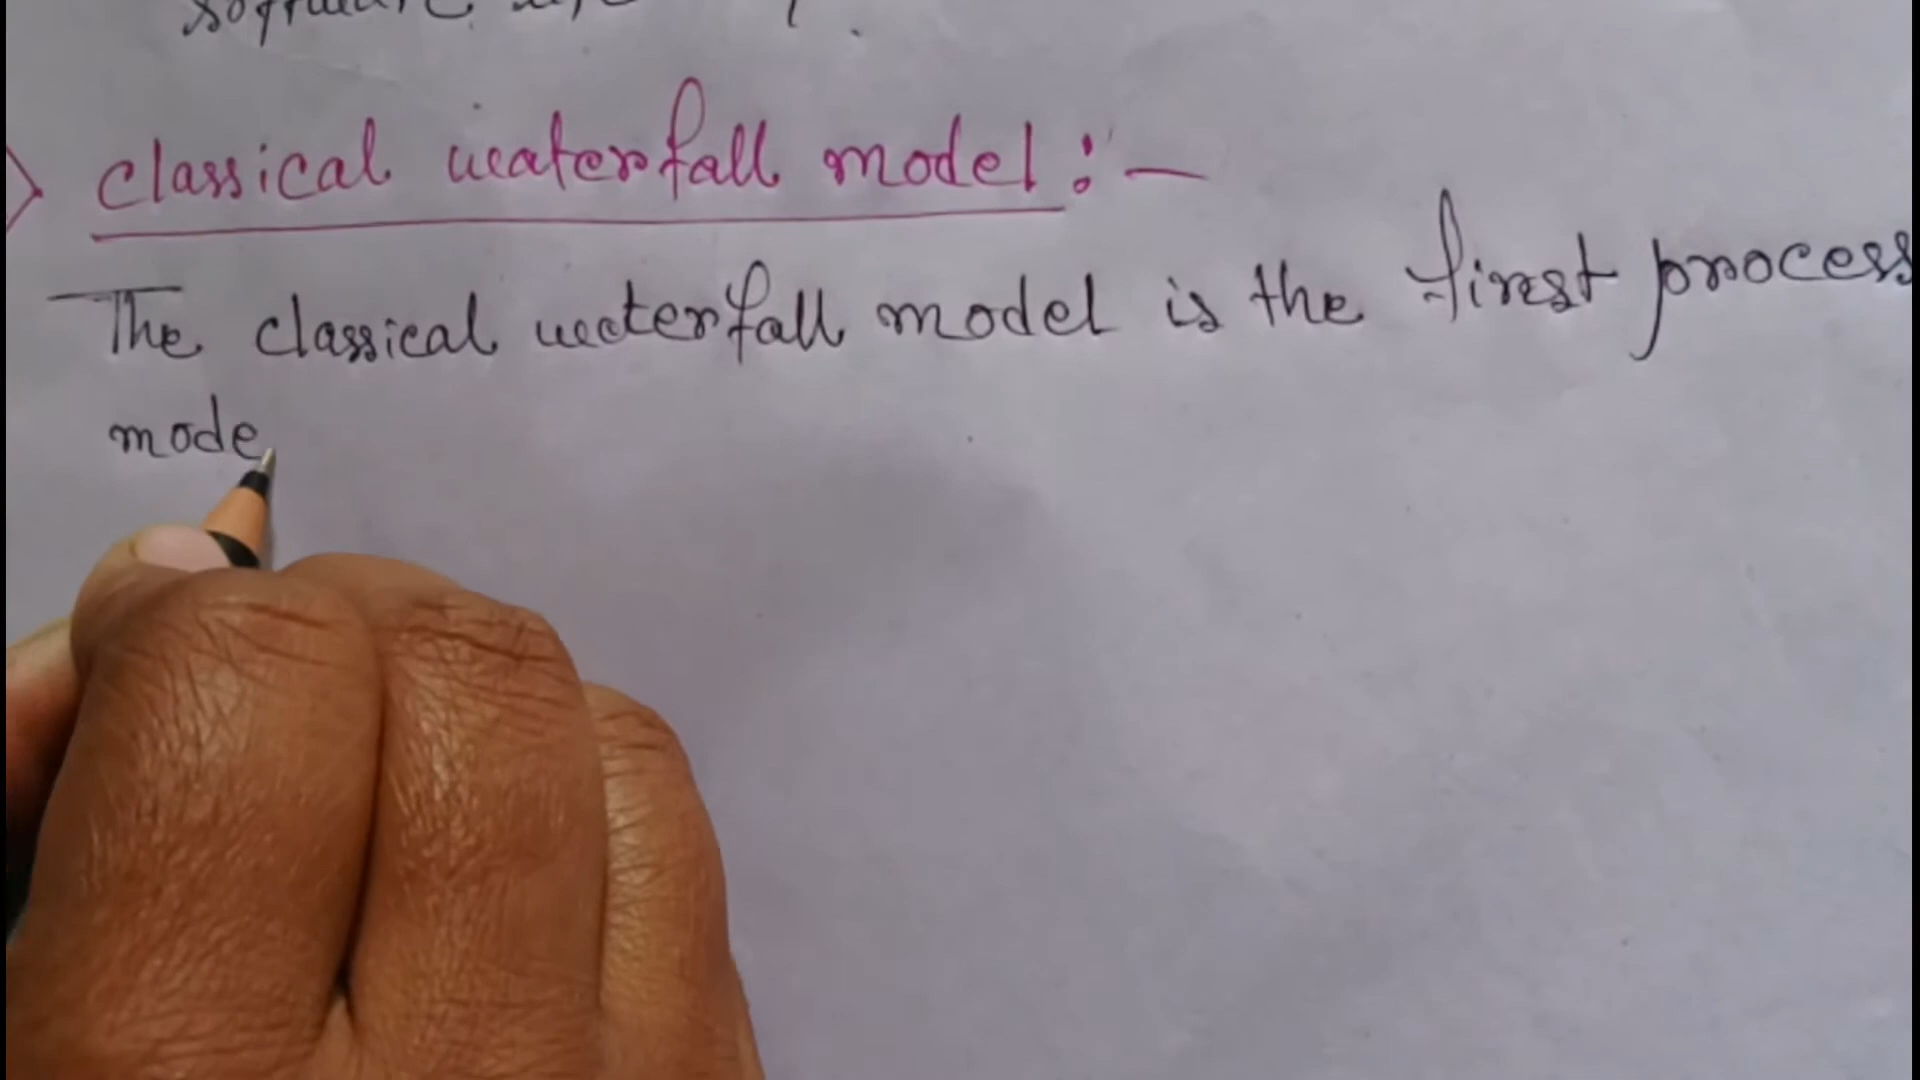 classical waterfall model :-
The classical waterfall model is the first process
mode